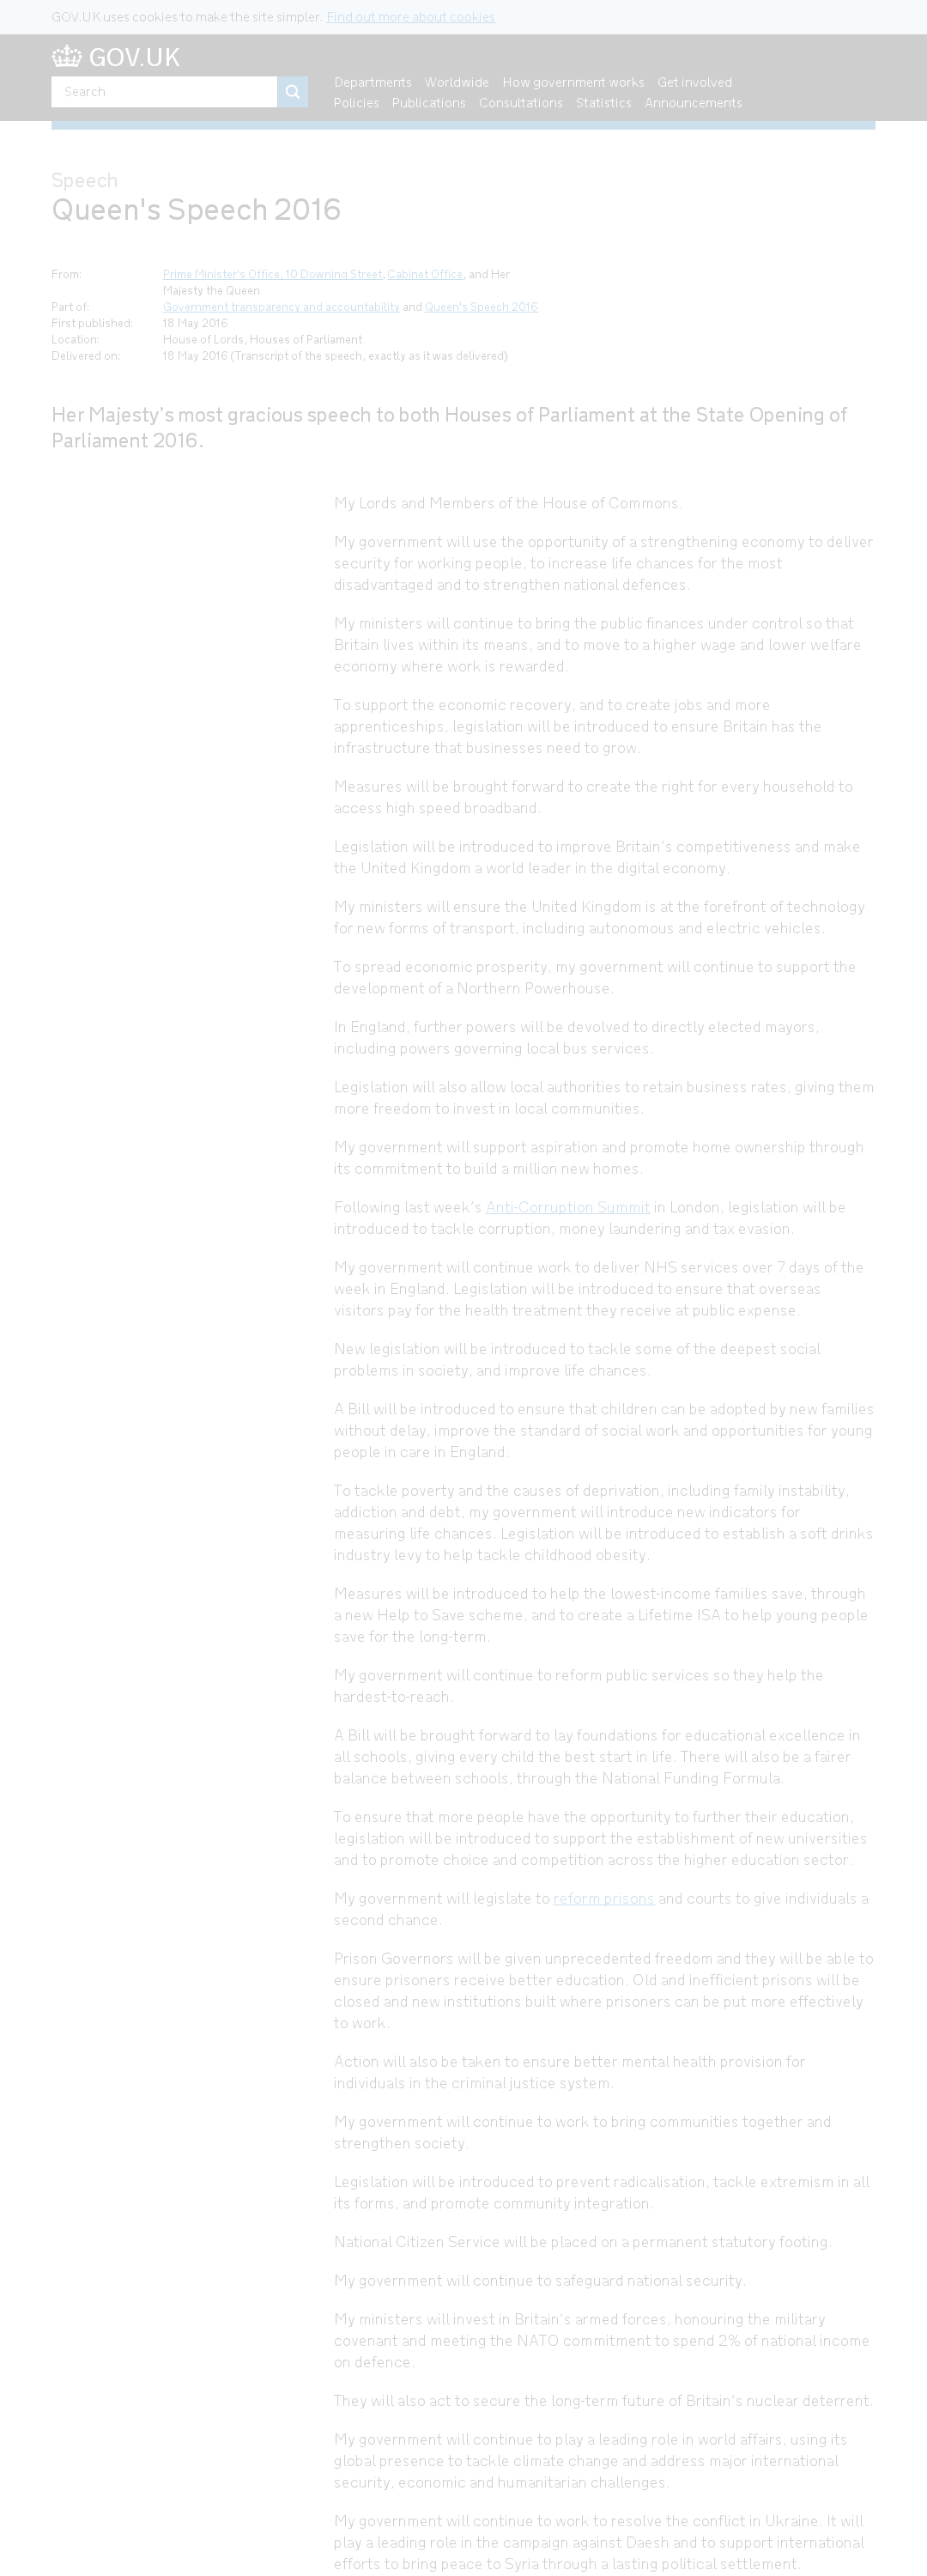 GOV.UK uses cookies to make the site simpler. Find out more about cookies
GOV.UK
Search
Departments Worldwide How government works Get involved
Policies Publications Consultations Statistics Announcements
Speech
Queen's Speech 2016
From: Prime Minister's Office, 10 Downing Street, Cabinet Office, and Her
Majesty the Queen
Part of: Government transparency and accountability and Queen's Speech 2016
First published: 18 May 2016
Location: House of Lords, Houses of Parliament
Delivered on: 18 May 2016 (Transcript of the speech, exactly as it was delivered)
Her Majesty's most gracious speech to both Houses of Parliament at the State Opening of
Parliament 2016.
My Lords and Members of the House of Commons.
My government will use the opportunity of a strengthening economy to deliver
security for working people, to increase life chances for the most
disadvantaged and to strengthen national defences.
My ministers will continue to bring the public finances under control so that
Britain lives within its means, and to move to a higher wage and lower welfare
economy where work is rewarded.
To support the economic recovery, and to create jobs and more
apprenticeships, legislation will be introduced to ensure Britain has the
infrastructure that businesses need to grow.
Measures will be brought forward to create the right for every household to
access high speed broadband.
Legislation will be introduced to improve Britain's competitiveness and make
the United Kingdom a world leader in the digital economy.
My ministers will ensure the United Kingdom is at the forefront of technology
for new forms of transport, including autonomous and electric vehicles.
To spread economic prosperity, my government will continue to support the
development of a Northern Powerhouse.
In England, further powers will be devolved to directly elected mayors,
including powers governing local bus services.
Legislation will also allow local authorities to retain business rates, giving them
more freedom to invest in local communities.
My government will support aspiration and promote home ownership through
its commitment to build a million new homes.
Following last week's Anti-Corruption Summit in London, legislation will be
introduced to tackle corruption, money laundering and tax evasion.
My government will continue work to deliver NHS services over 7 days of the
week in England. Legislation will be introduced to ensure that overseas
visitors pay for the health treatment they receive at public expense.
New legislation will be introduced to tackle some of the deepest social
problems in society, and improve life chances.
A Bill will be introduced to ensure that children can be adopted by new families
without delay, improve the standard of social work and opportunities for young
people in care in England.
To tackle poverty and the causes of deprivation, including family instability,
addiction and debt, my government will introduce new indicators for
measuring life chances. Legislation will be introduced to establish a soft drinks
industry levy to help tackle childhood obesity.
Measures will be introduced to help the lowest-income families save, through
a new Help to Save scheme, and to create a Lifetime ISA to help young people
save for the long-term.
My government will continue to reform public services so they help the
hardest-to-reach.
A Bill will be brought forward to lay foundations for educational excellence in
all schools, giving every child the best start in life. There will also be a fairer
balance between schools, through the National Funding Formula.
To ensure that more people have the opportunity to further their education,
legislation will be introduced to support the establishment of new universities
and to promote choice and competition across the higher education sector.
My government will legislate to reform prisons and courts to give individuals a
second chance.
Prison Governors will be given unprecedented freedom and they will be able to
ensure prisoners receive better education. Old and inefficient prisons will be
closed and new institutions built where prisoners can be put more effectively
to work.
Action will also be taken to ensure better mental health provision for
individuals in the criminal justice system.
My government will continue to work to bring communities together and
strengthen society.
Legislation will be introduced to prevent radicalisation, tackle extremism in all
its forms, and promote community integration.
National Citizen Service will be placed on a permanent statutory footing.
My government will continue to safeguard national security.
My ministers will invest in Britain's armed forces, honouring the military
covenant and meeting the NATO commitment to spend 2% of national income
on defence.
They will also act to secure the long-term future of Britain's nuclear deterrent.
My government will continue to play a leading role in world affairs, using its
global presence to tackle climate change and address major international
security, economic and humanitarian challenges.
My government will continue to work to resolve the conflict in Ukraine. It will
play a leading role in the campaign against Daesh and to support international
efforts to bring peace to Syria through a lasting political settlement.